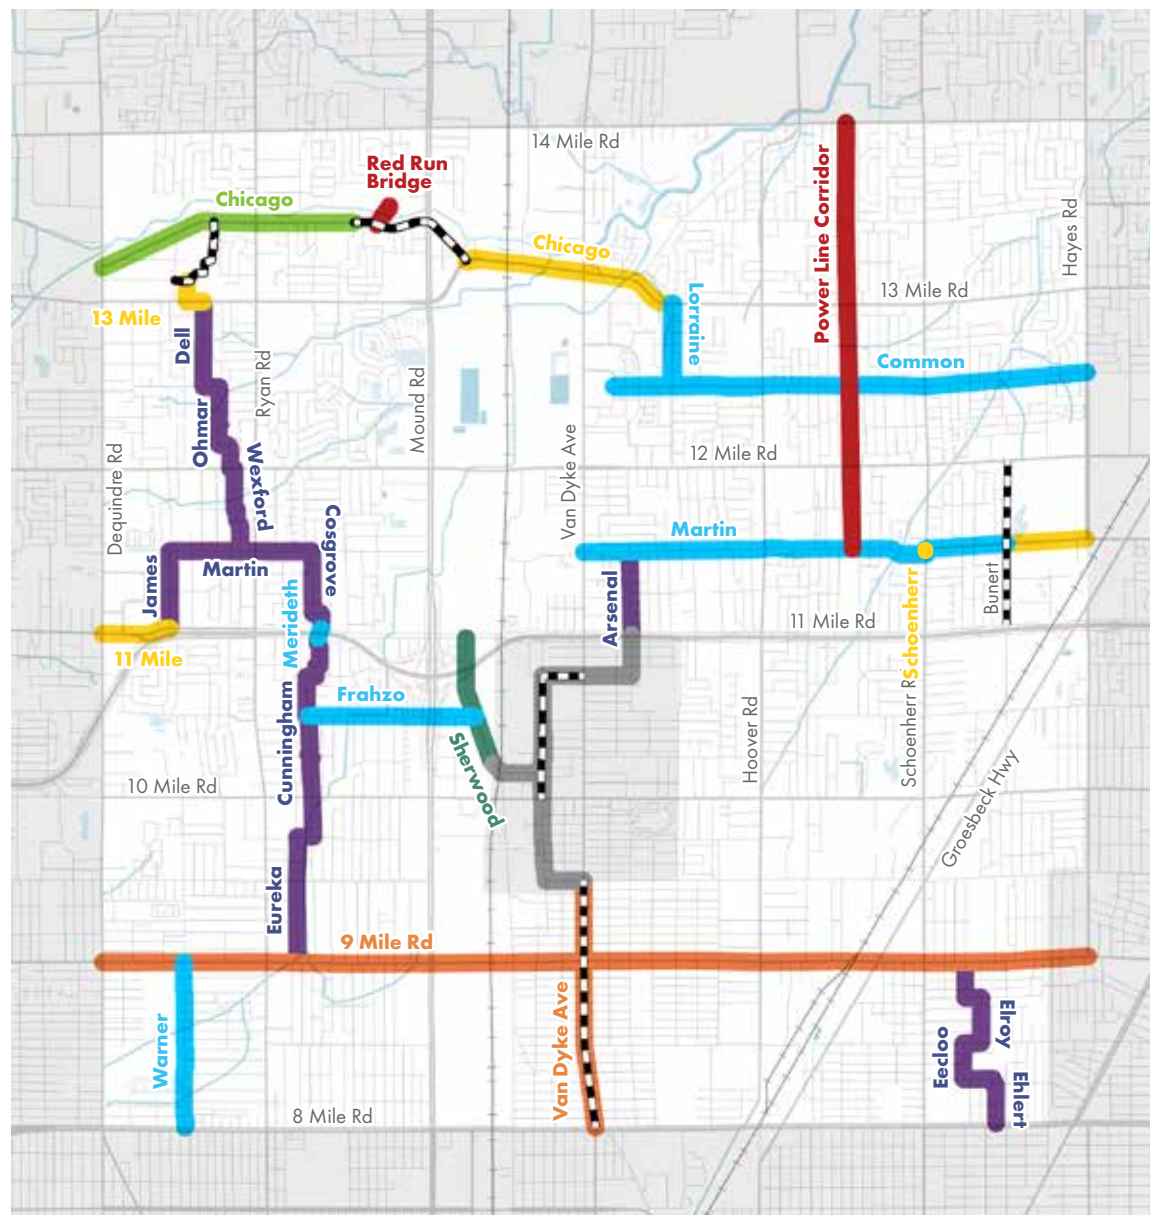 14 Mile Rd
Red Run
Bridge
Chicago
Power Line Corridor
Hayes Rd
Chicago
13 Mile Rd
13 Mile
Lorraine
Dell
Common
Ryan Rd
Mound Rd
Ohmar
Wexford
Van Dyke Ave
12 Mile Rd
Dequindre Rd
Cosgrove
Martin
James
Martin
Merideth
Arsenal
Schoenherr
Bunert
11 Mile Rd
11 Mile
Frahzo
Cunningham
Sherwood
Hoover Rd
Schoenherr R
10 Mile Rd
Groesbeck Hwy
Eureka
9 Mile Rd
Van Dyke Ave
Warner
Eecloo
Elroy
Ehlert
8 Mile Rd